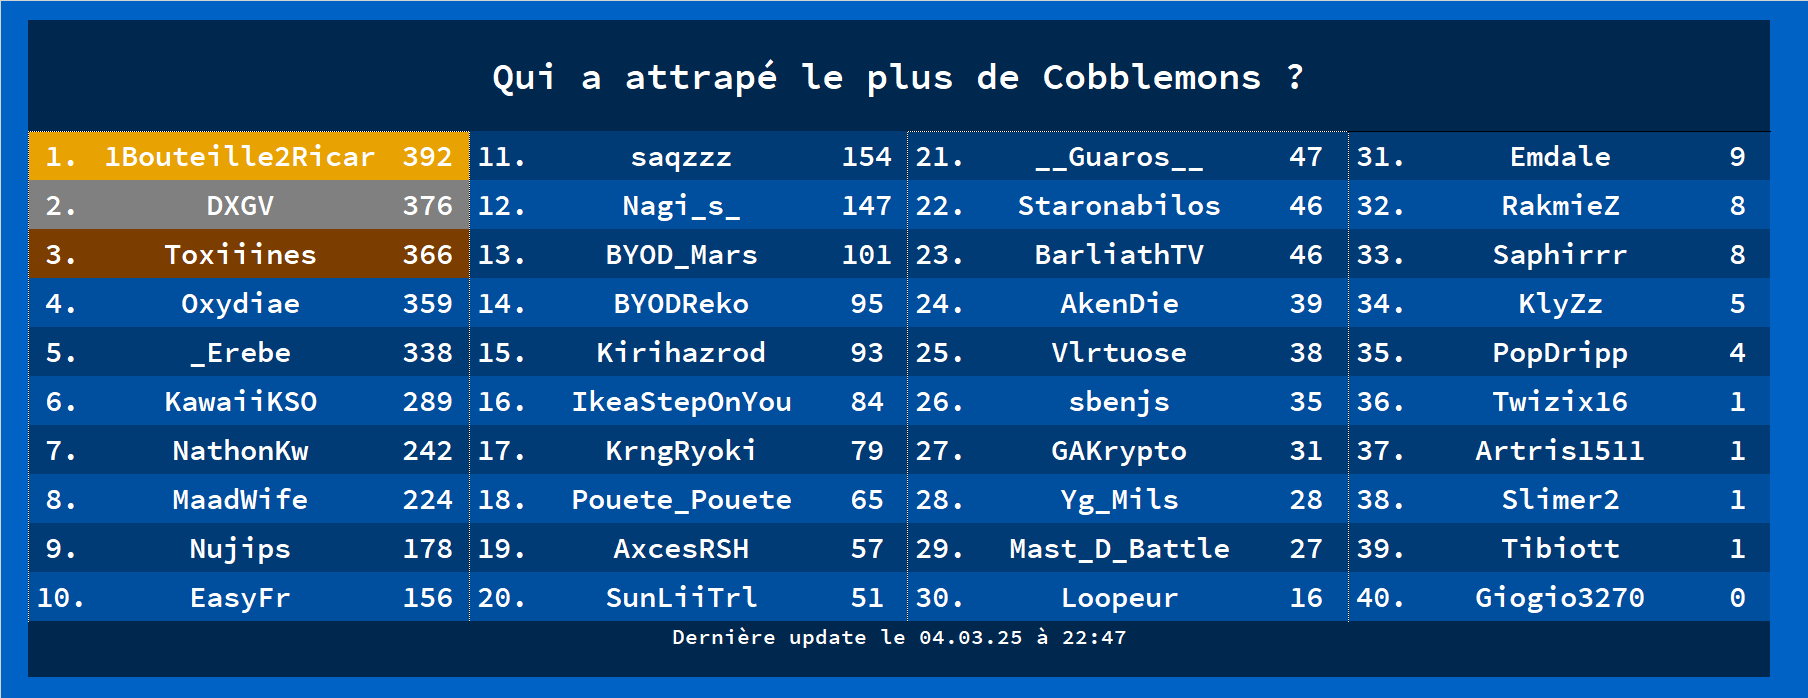 Qui a attrapé le plus de Cobblemons ?
1. 1Bouteille2Ricar 392 11. saqzzz 154 21. __Guaros__ 47 31. Emdale 9
2. DXGV 376 12. Nagi_s_ 147 22. Staronabilos 46 32. RakmieZ 8
3. Toxiiines 366 13. BYOD_Mars 101 23. BarliathTV 46 33. Saphirrr 8
4. Oxydiae 359 14. BYODReko 95 24. AkenDie 39 34. KlyZz 5
5. _Erebe 338 15. Kirihazrod 93 25. Vlrtuose 38 35. PopDripp 4
6. KawaiiKSO 289 16. IkeaStepOnYou 84 26. sbenjs 35 36. Twizix16 1
7. NathonKw 242 17. KrngRyoki 79 27. GAKrypto 31 37. Artris1511 1
8. MaadWife 224 18. Pouete_Pouete 65 28. Yg_Mils 28 38. Slimer2 1
9. Nujips 178 19. AxcesRSH 57 29. Mast_D_Battle 27 39. Tibiott 1
10. EasyFr 156 20. SunLiiTrl 51 30. Loopeur 16 40. Giogio3270 0
Dernière update le 04.03.25 à 22:47